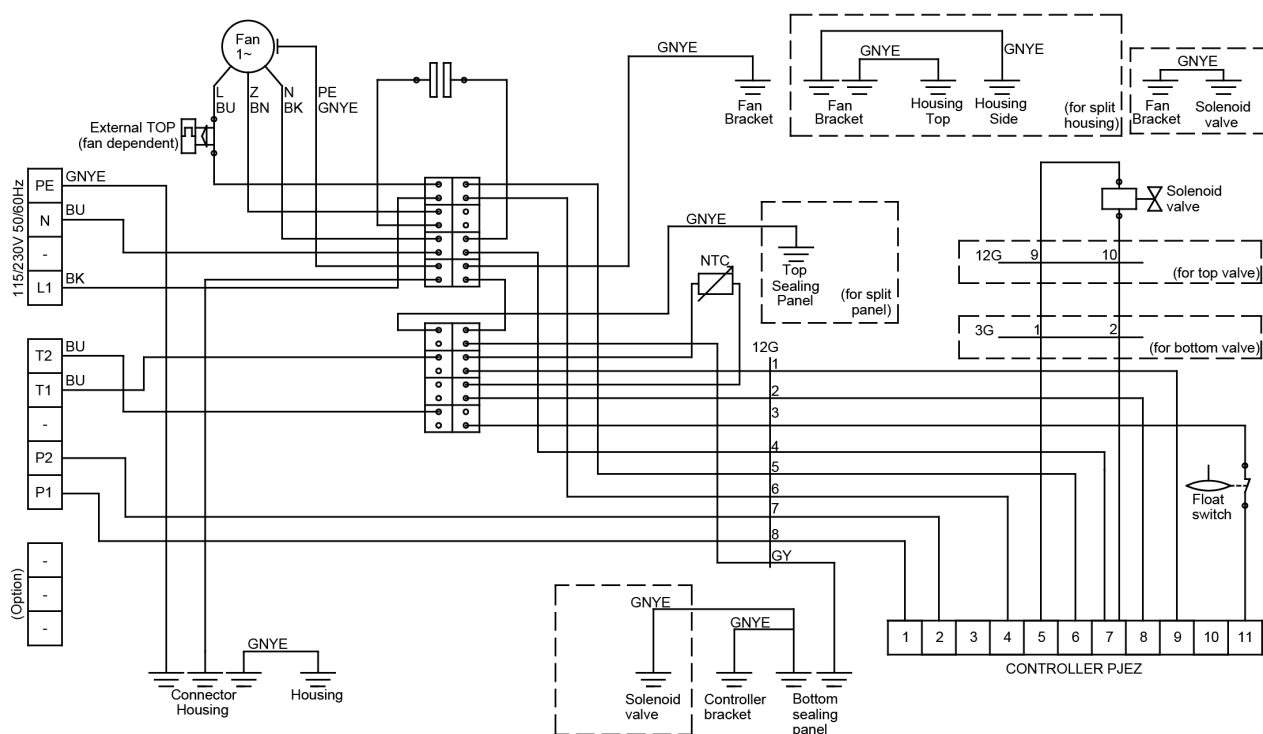 Fan
1~
L
BU
Z
BN
N
BK
PE
GNYE
External TOP
(fan dependent)
GNYE
Fan
Bracket
GNYE
GNYE
Fan
Bracket
Housing
Top
Housing
Side
(for split
housing)
GNYE
Fan
Bracket
Solenoid
valve
115/230V 50/60Hz
PE
GNYE
N
BU
-
L1
BK
GNYE
Top
Sealing
Panel
(for split
panel)
NTC
Solenoid
valve
12G
9
10
(for top valve)
3G
1
2
(for bottom valve)
T2
BU
T1
BU
-
P2
P1
12G
1
2
3
4
5
6
7
8
GY
Float
switch
(Option)
-
-
-
GNYE
Connector
Housing
Housing
GNYE
GNYE
Solenoid
valve
Controller
bracket
Bottom
sealing
panel
1
2
3
4
5
6
7
8
9
10
11
CONTROLLER PJEZ